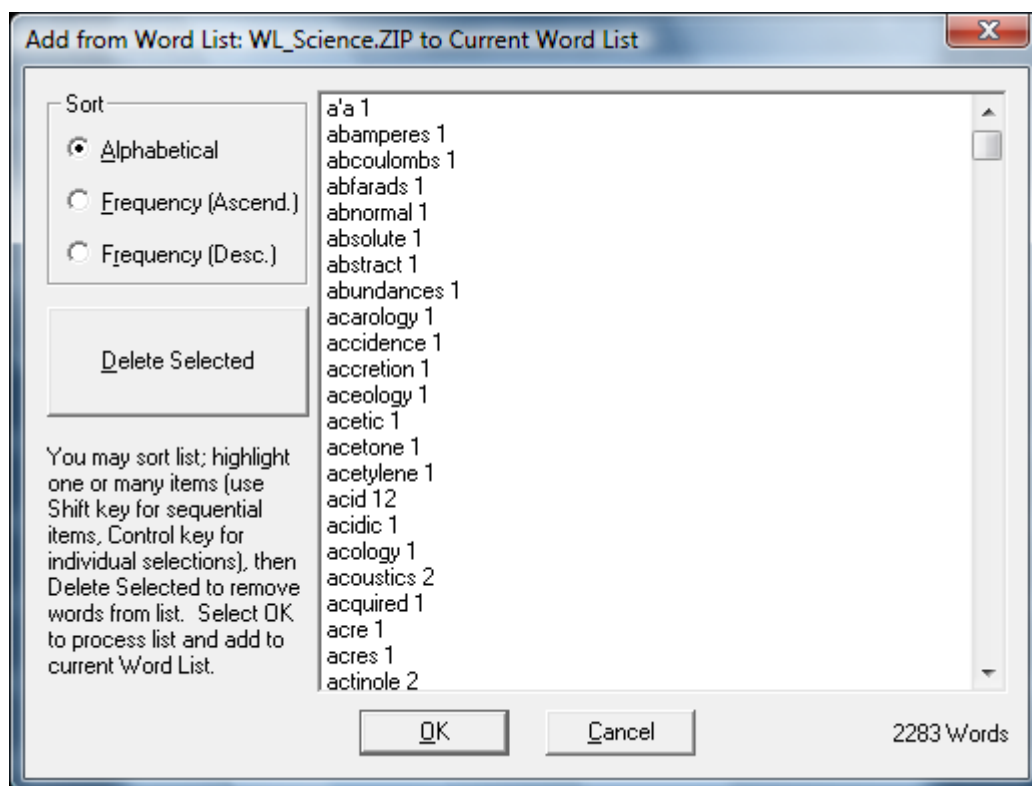 Add from Word List: WL_Science.ZIP to Current Word List
Sort
Alphabetical
Frequency (Ascend.)
Frequency (Desc.)
Delete Selected
You may sort list; highlight
one or many items (use
Shift key for sequential
items, Control key for
individual selections), then
Delete Selected to remove
words from list. Select OK
to process list and add to
current Word List.
a'a 1
abamperes 1
abcoulombs 1
abfarads 1
abnormal 1
absolute 1
abstract 1
abundances 1
acarology 1
accidence 1
accretion 1
aceology 1
acetic 1
acetone 1
acetylene 1
acid 12
acidic 1
acology 1
acoustics 2
acquired 1
acre 1
acres 1
actinole 2
OK
Cancel
2283 Words